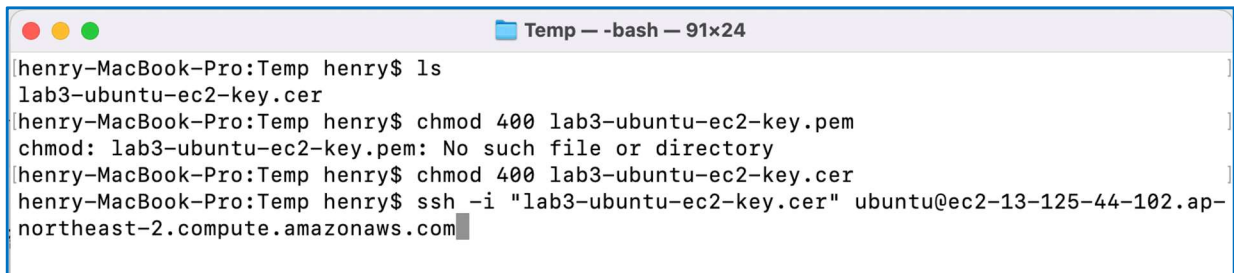 Temp — -bash — 91×24
[henry-MacBook-Pro:Temp henry$ ls ]
lab3-ubuntu-ec2-key.cer
[henry-MacBook-Pro:Temp henry$ chmod 400 lab3-ubuntu-ec2-key.pem ]
chmod: lab3-ubuntu-ec2-key.pem: No such file or directory
[henry-MacBook-Pro:Temp henry$ chmod 400 lab3-ubuntu-ec2-key.cer ]
henry-MacBook-Pro:Temp henry$ ssh -i "lab3-ubuntu-ec2-key.cer" ubuntu@ec2-13-125-44-102.ap-
northeast-2.compute.amazonaws.com